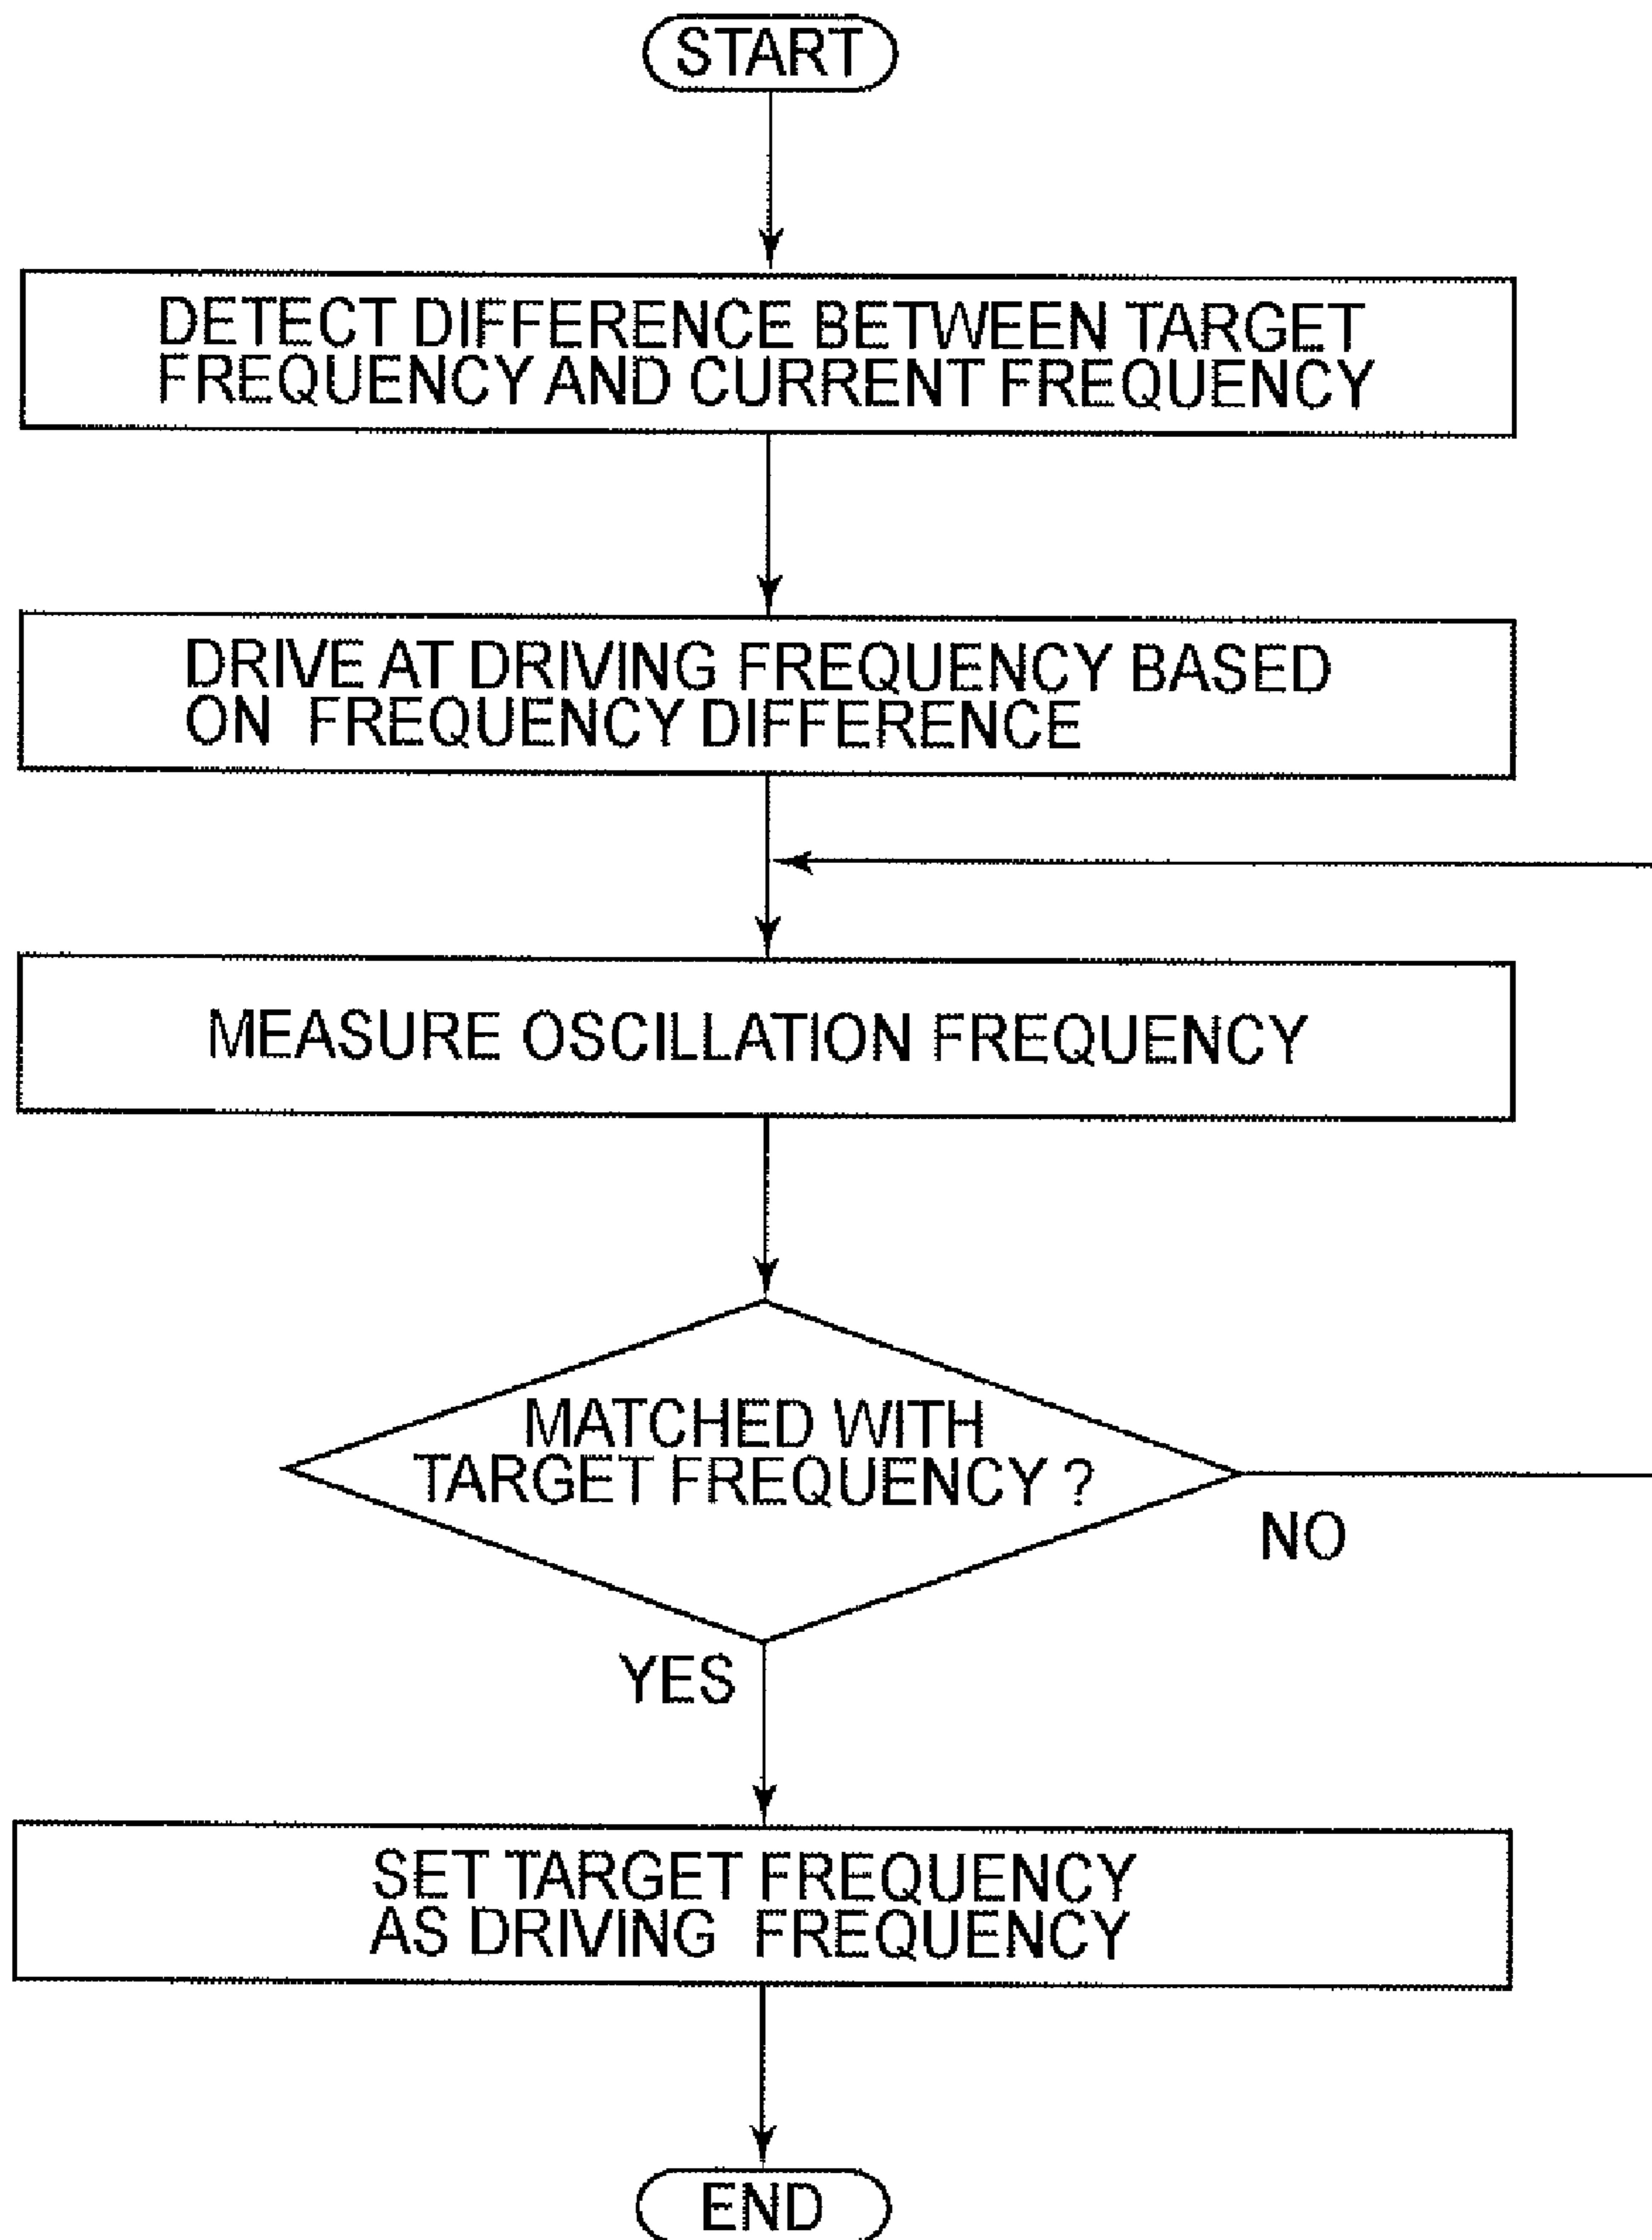 START
DETECT DIFFERENCE BETWEEN TARGET
FREQUENCY AND CURRENT FREQUENCY
DRIVE AT DRIVING FREQUENCY BASED
ON FREQUENCY DIFFERENCE
MEASURE OSCILLATION FREQUENCY
MATCHED WITH
TARGET FREQUENCY ?
NO
YES
SET TARGET FREQUENCY
AS DRIVING FREQUENCY
END